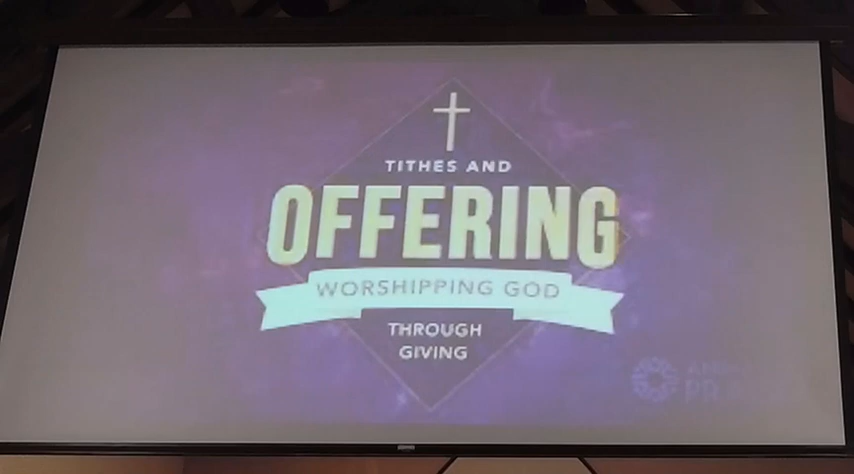 TITHES AND
OFFERING
WORSHIPPING GOD
THROUGH
GIVING